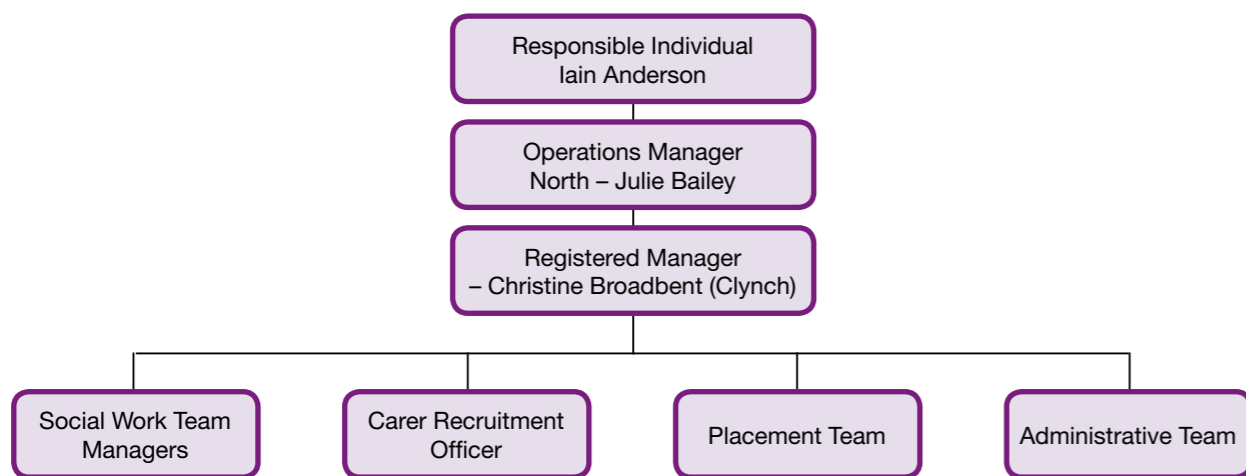 Responsible Individual
Iain Anderson
Operations Manager
North – Julie Bailey
Registered Manager
– Christine Broadbent (Clynch)
Social Work Team
Managers
Carer Recruitment
Officer
Placement Team
Administrative Team